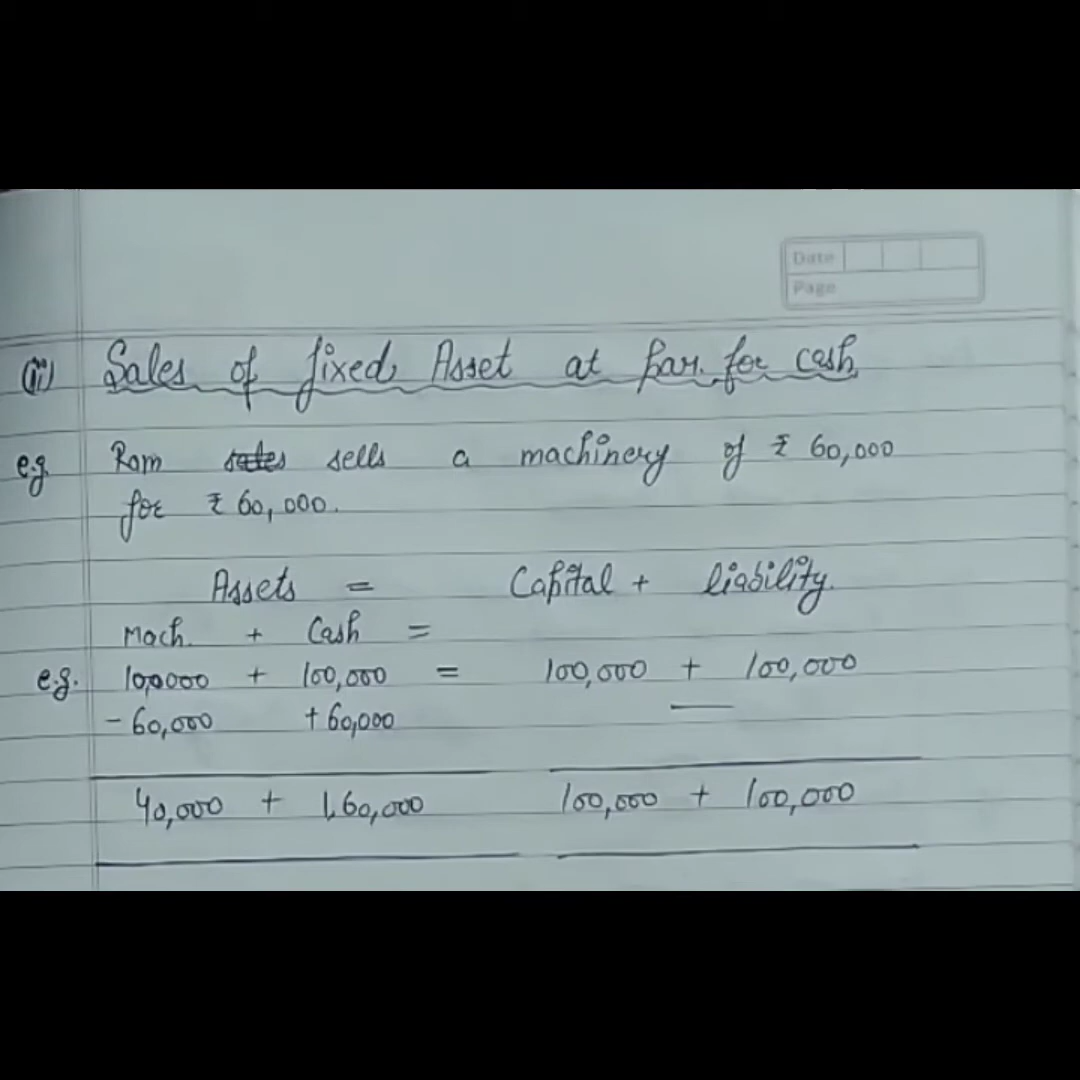 Date
Page
(ii) Sales of fixed Asset at par. for cash
e.g Ram sales sells a machinery of ₹ 60,000
for ₹ 60,000.
Assets = Capital + liability.
Mach. + Cash =
e.g. 100000 + 100,000 = 100,000 + 100,000
- 60,000 + 60,000 —
40,000 + 1,60,000 100,000 + 100,000